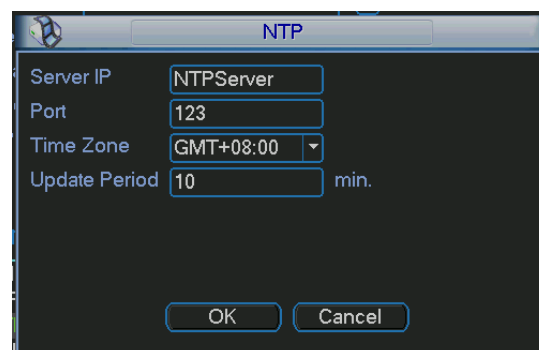 NTP
Server IP NTPServer
Port 123
Time Zone GMT+08:00
Update Period 10 min.
OK Cancel